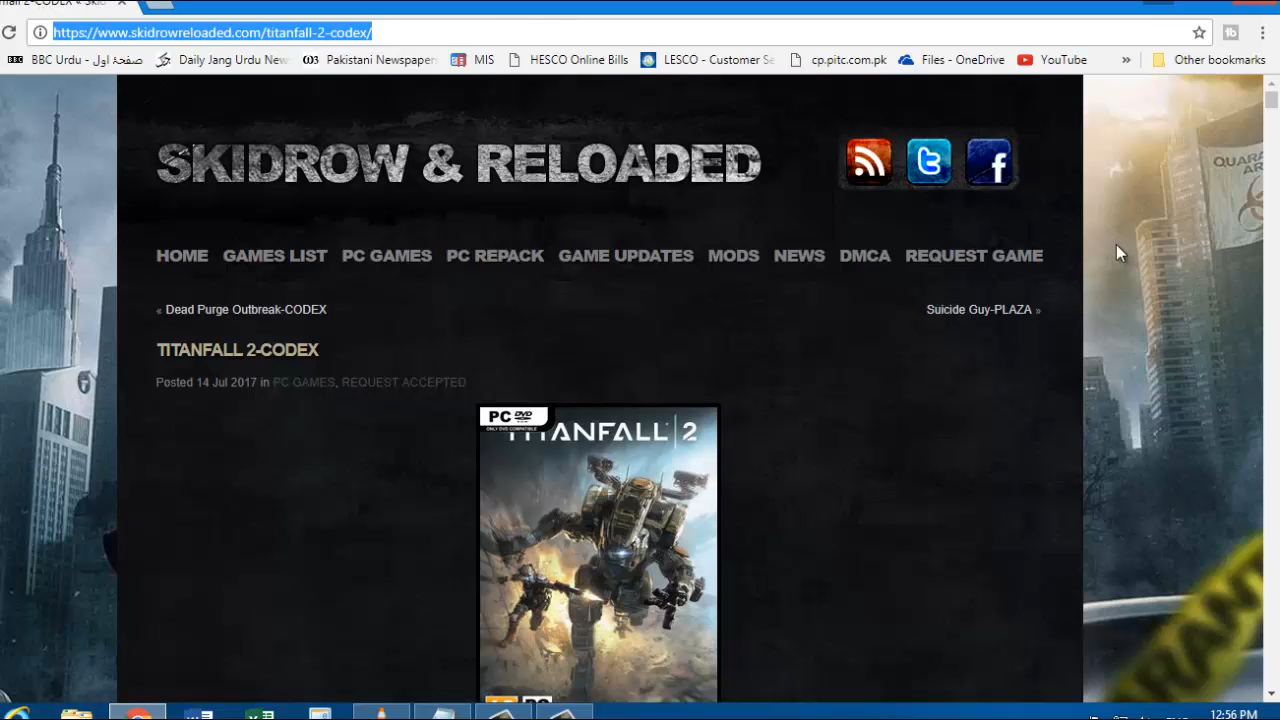 https://www.skidrowreloaded.com/titanfall-2-codex/
BBC Urdu - صفحۂ اول
Daily Jang Urdu New
Pakistani Newspaper
MIS
HESCO Online Bills
LESCO - Customer Se
cp.pitc.com.pk
Files - OneDrive
YouTube
»
Other bookmarks
SKIDROW & RELOADED
HOME GAMES LIST PC GAMES PC REPACK GAME UPDATES MODS NEWS DMCA REQUEST GAME
« Dead Purge Outbreak-CODEX
Suicide Guy-PLAZA »
TITANFALL 2-CODEX
Posted 14 Jul 2017 in PC GAMES, REQUEST ACCEPTED
PC DVD
ONLY DVD COMPATIBLE
TITANFALL 2
12:56 PM